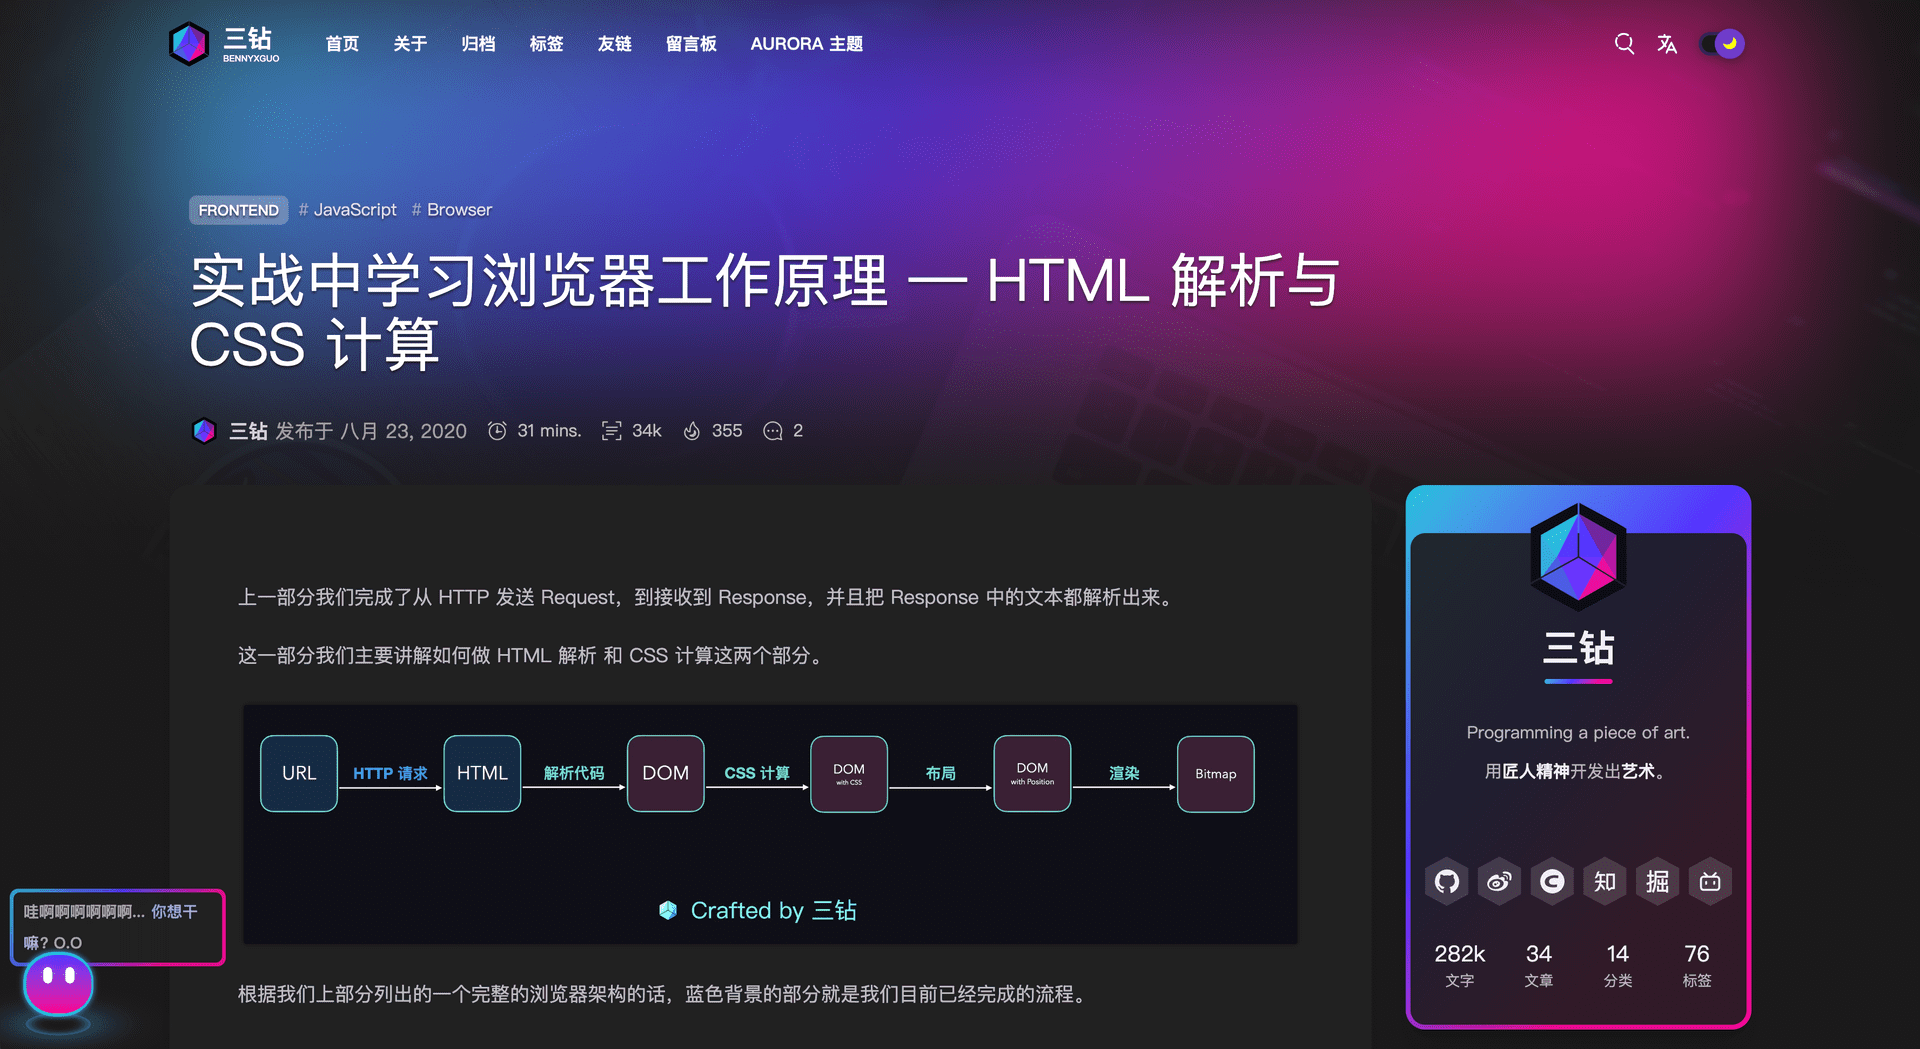 三钻
BENNYXGUO
首页 关于 归档 标签 友链 留言板 AURORA 主题
FRONTEND # JavaScript # Browser
实战中学习浏览器工作原理 — HTML 解析与
CSS 计算
三钻 发布于 八月 23, 2020 31 mins. 34k 355 2
上一部分我们完成了从 HTTP 发送 Request，到接收到 Response，并且把 Response 中的文本都解析出来。
这一部分我们主要讲解如何做 HTML 解析 和 CSS 计算这两个部分。
URL HTTP 请求 HTML 解析代码 DOM CSS 计算 DOM with CSS 布局 DOM with Position 渲染 Bitmap
Crafted by 三钻
根据我们上部分列出的一个完整的浏览器架构的话，蓝色背景的部分就是我们目前已经完成的流程。
三钻
Programming a piece of art.
用匠人精神开发出艺术。
知 掘
282k 34 14 76
文字 文章 分类 标签
哇啊啊啊啊啊啊... 你想干
嘛? O.O